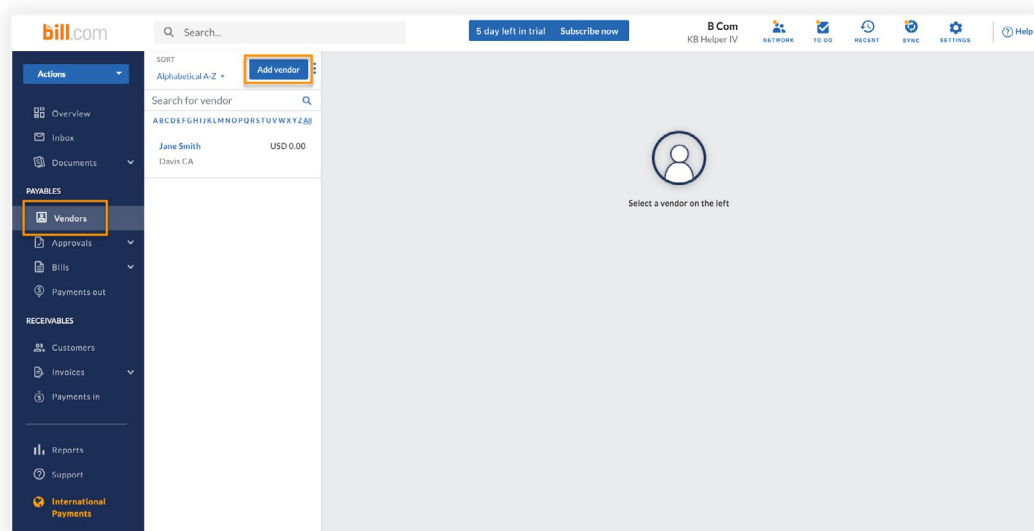 bill.com
Search...
5 day left in trial Subscribe now
B Com
KB Helper IV
NETWORK
TO DO
RECENT
SYNC
SETTINGS
Help
Actions
Overview
Inbox
Documents
PAYABLES
Vendors
Approvals
Bills
Payments out
RECEIVABLES
Customers
Invoices
Payments in
Reports
Support
International
Payments
SORT
Alphabetical A-Z
Add vendor
Search for vendor
A B C D E F G H I J K L M N O P Q R S T U V W X Y Z All
Jane Smith USD 0.00
Davis CA
Select a vendor on the left